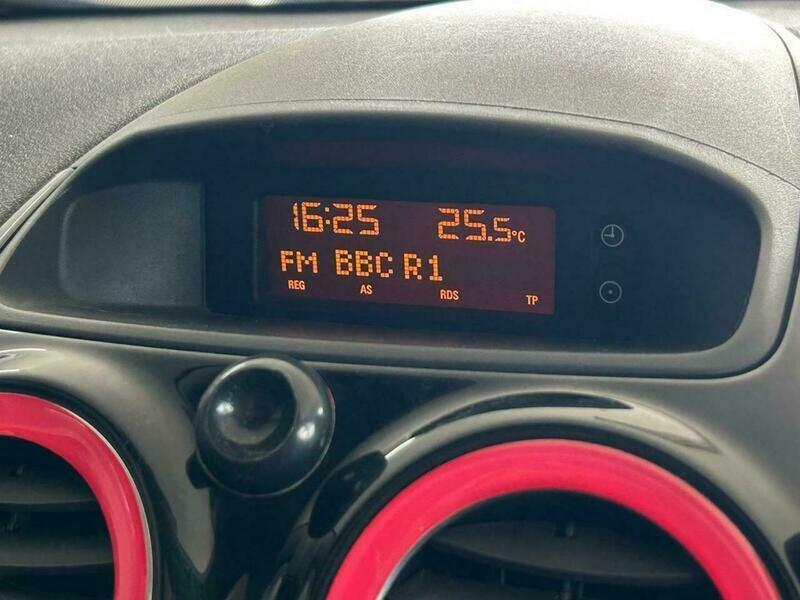 16:25 25.5°C
FM BBC R1
REG AS RDS TP